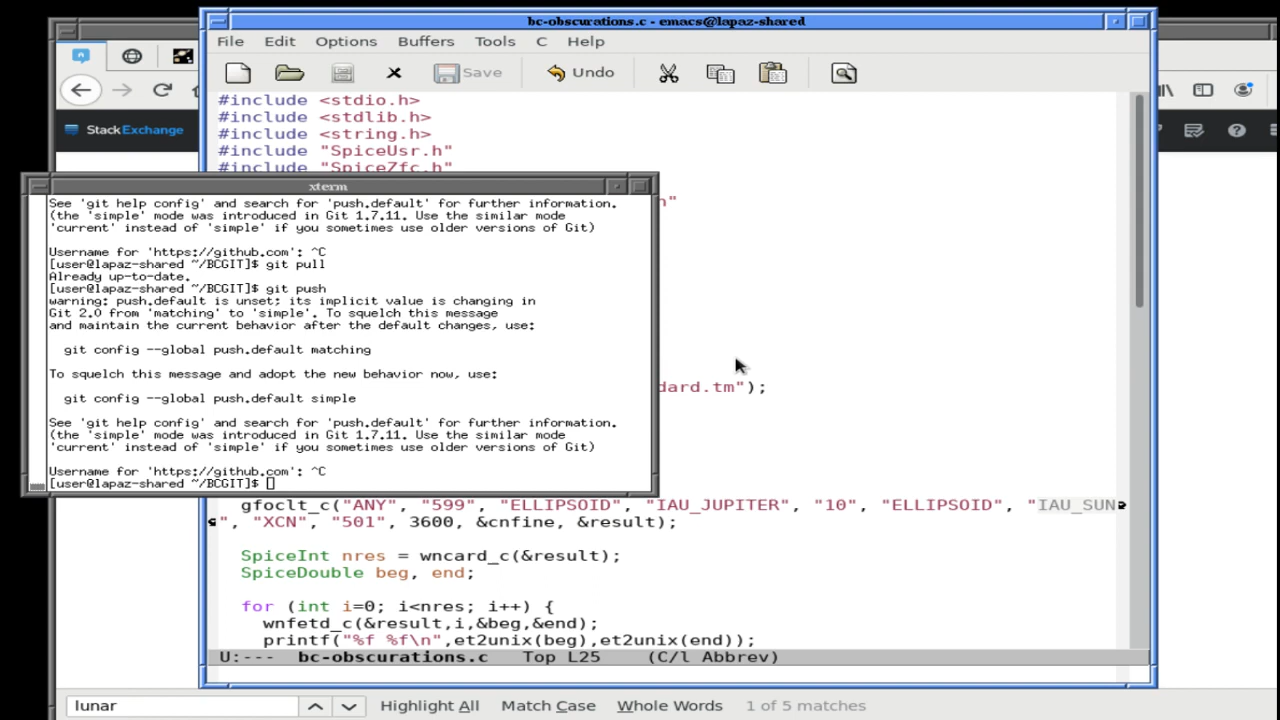 bc-obscurations.c - emacs@lapaz-shared
File Edit Options Buffers Tools C Help
Save Undo
StackExchange
#include <stdio.h>
#include <stdlib.h>
#include <string.h>
#include "SpiceUsr.h"
#include "SpiceZfc.h"
n"
xterm
See 'git help config' and search for 'push.default' for further information.
(the 'simple' mode was introduced in Git 1.7.11. Use the similar mode
'current' instead of 'simple' if you sometimes use older versions of Git)
Username for 'https://github.com': ^C
[user@lapaz-shared ~/BCGIT]$ git pull
Already up-to-date.
[user@lapaz-shared ~/BCGIT]$ git push
warning: push.default is unset; its implicit value is changing in
Git 2.0 from 'matching' to 'simple'. To squelch this message
and maintain the current behavior after the default changes, use:
git config --global push.default matching
To squelch this message and adopt the new behavior now, use:
git config --global push.default simple
See 'git help config' and search for 'push.default' for further information.
(the 'simple' mode was introduced in Git 1.7.11. Use the similar mode
'current' instead of 'simple' if you sometimes use older versions of Git)
Username for 'https://github.com': ^C
[user@lapaz-shared ~/BCGIT]$
dard.tm");
gfoclt_c("ANY", "599", "ELLIPSOID", "IAU_JUPITER", "10", "ELLIPSOID", "IAU_SUN
", "XCN", "501", 3600, &cnfine, &result);
SpiceInt nres = wncard_c(&result);
SpiceDouble beg, end;
for (int i=0; i<nres; i++) {
wnfetd_c(&result,i,&beg,&end);
printf("%f %f\n",et2unix(beg),et2unix(end));
U:--- bc-obscurations.c Top L25 (C/l Abbrev)
lunar Highlight All Match Case Whole Words 1 of 5 matches